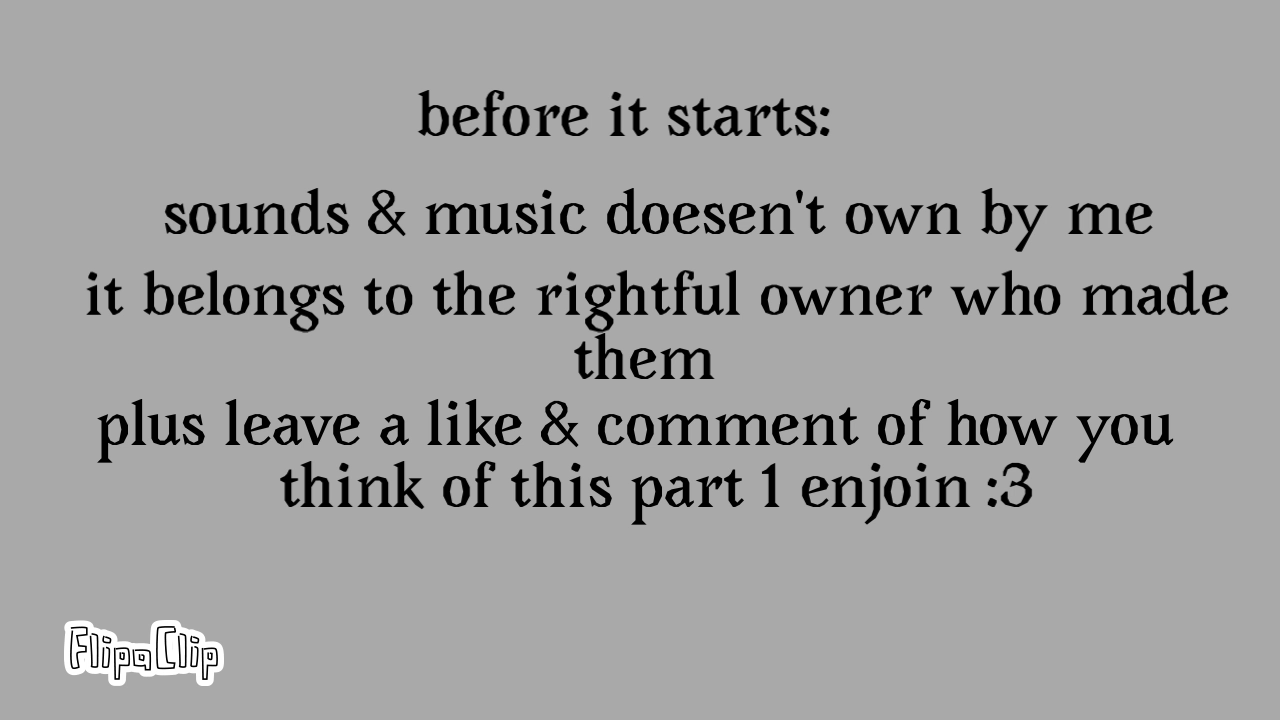 before it starts:
sounds & music doesen't own by me
it belongs to the rightful owner who made
them
plus leave a like & comment of how you
think of this part 1 enjoin :3
FlipaClip